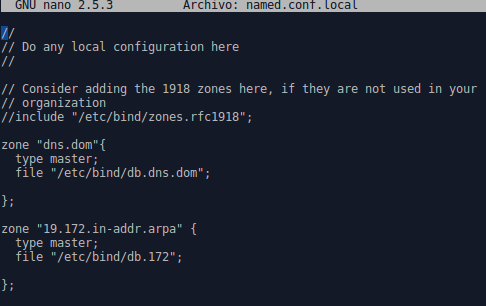 GNU nano 2.5.3 Archivo: named.conf.local
//
// Do any local configuration here
//
// Consider adding the 1918 zones here, if they are not used in your
// organization
//include "/etc/bind/zones.rfc1918";
zone "dns.dom"{
type master;
file "/etc/bind/db.dns.dom";
};
zone "19.172.in-addr.arpa" {
type master;
file "/etc/bind/db.172";
};